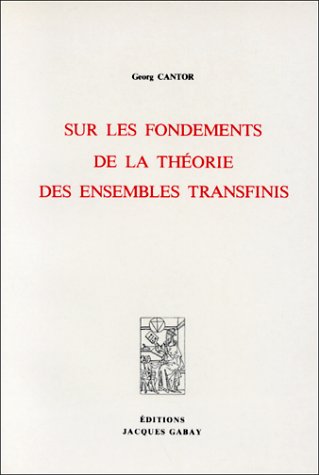 Georg CANTOR
SUR LES FONDEMENTS
DE LA THÉORIE
DES ENSEMBLES TRANSFINIS
ÉDITIONS
JACQUES GABAY